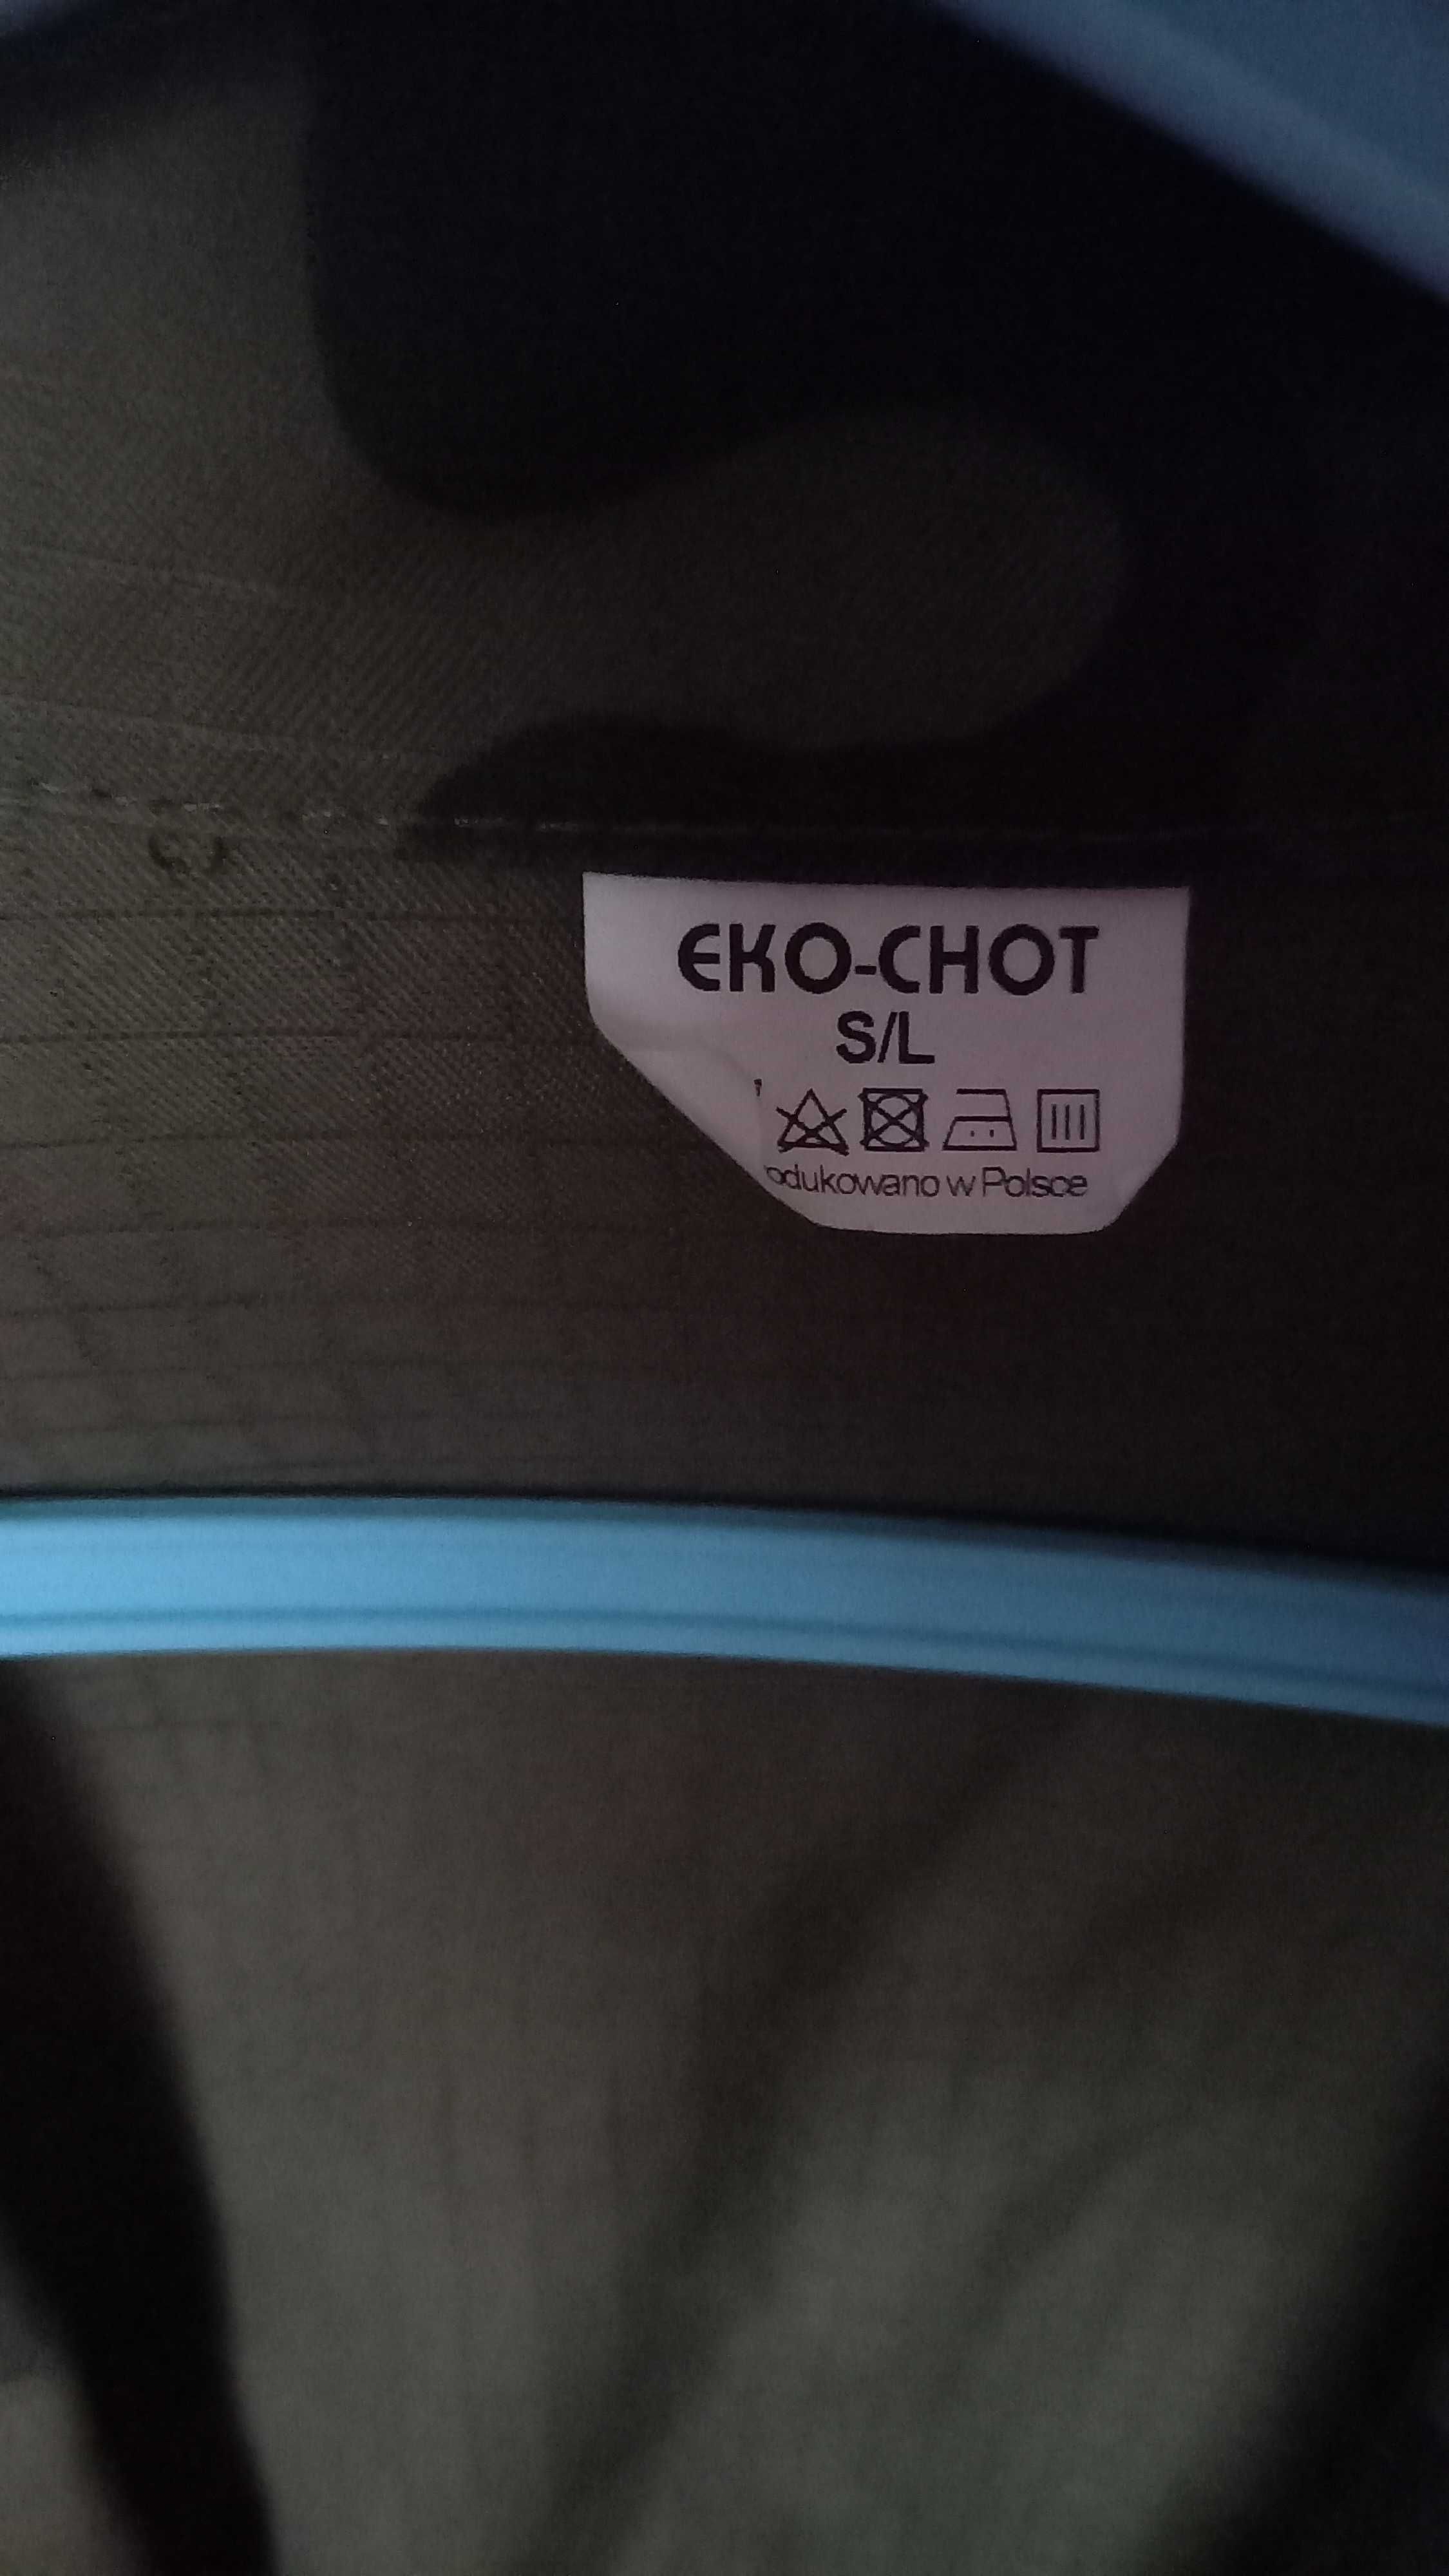 EKO-CHOT
S/L
odukowano w Polsce